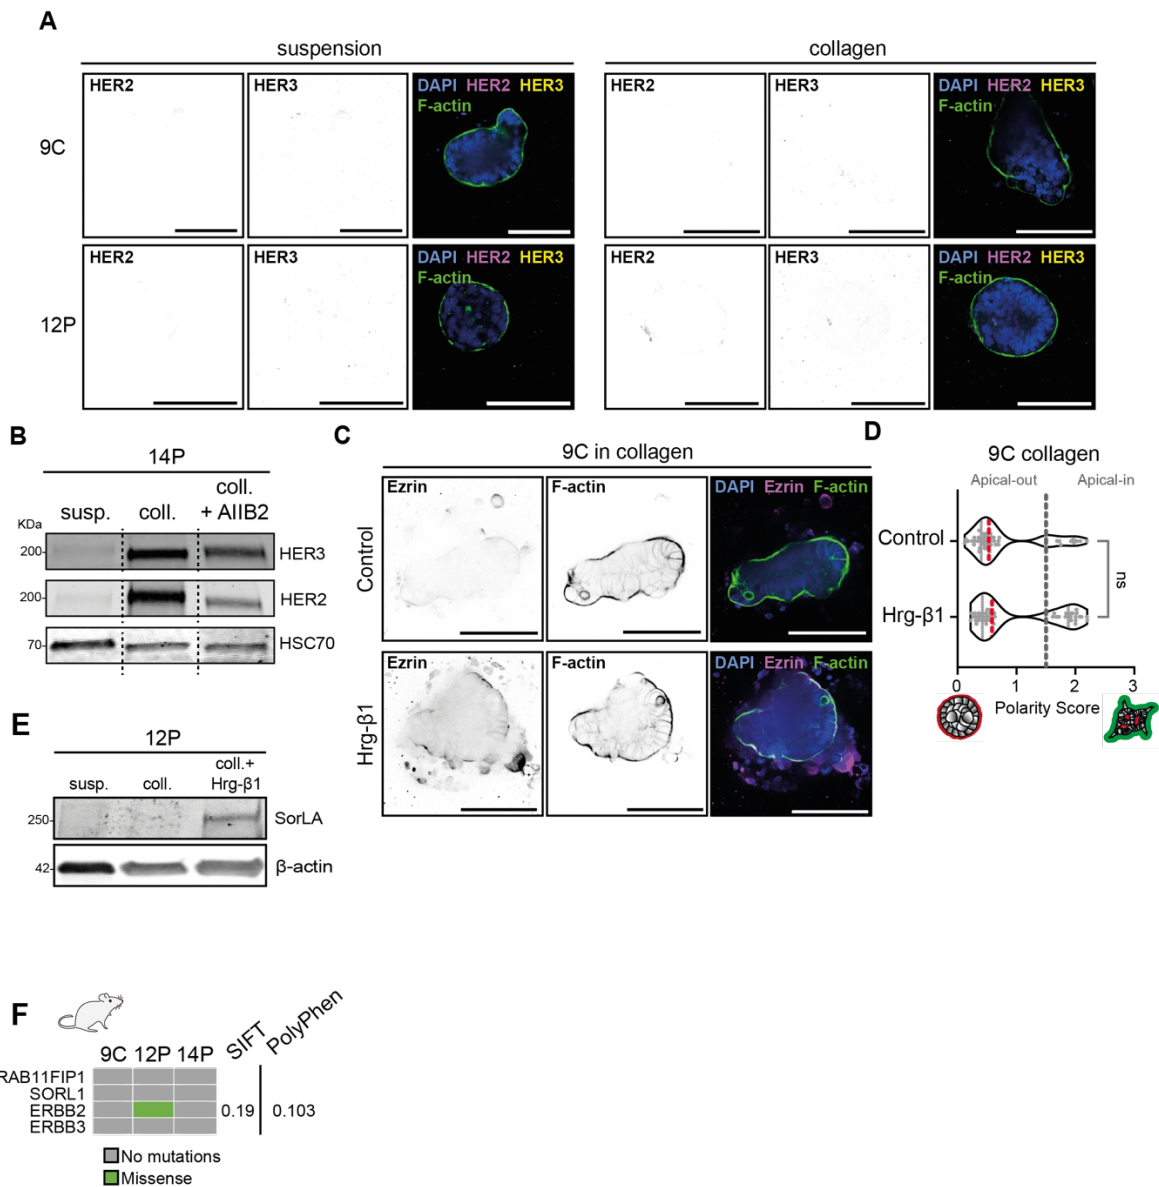 A
suspension
collagen
HER2
HER3
DAPI HER2 HER3
F-actin
HER2
HER3
DAPI HER2 HER3
F-actin
9C
HER2
HER3
DAPI HER2 HER3
F-actin
HER2
HER3
DAPI HER2 HER3
F-actin
12P
B
14P
susp.
coll.
coll.
+ AIIB2
KDa
200
HER3
200
HER2
70
HSC70
C
9C in collagen
Ezrin
F-actin
DAPI Ezrin F-actin
Control
Ezrin
F-actin
DAPI Ezrin F-actin
Hrg-β1
D
9C collagen
Apical-out
Apical-in
Control
Hrg-β1
ns
0
1
2
3
Polarity Score
E
12P
susp.
coll.
coll.+
Hrg-β1
250
SorLA
42
β-actin
F
SIFT
PolyPhen
9C 12P 14P
RAB11FIP1
SORL1
ERBB2
0.19
0.103
ERBB3
No mutations
Missense